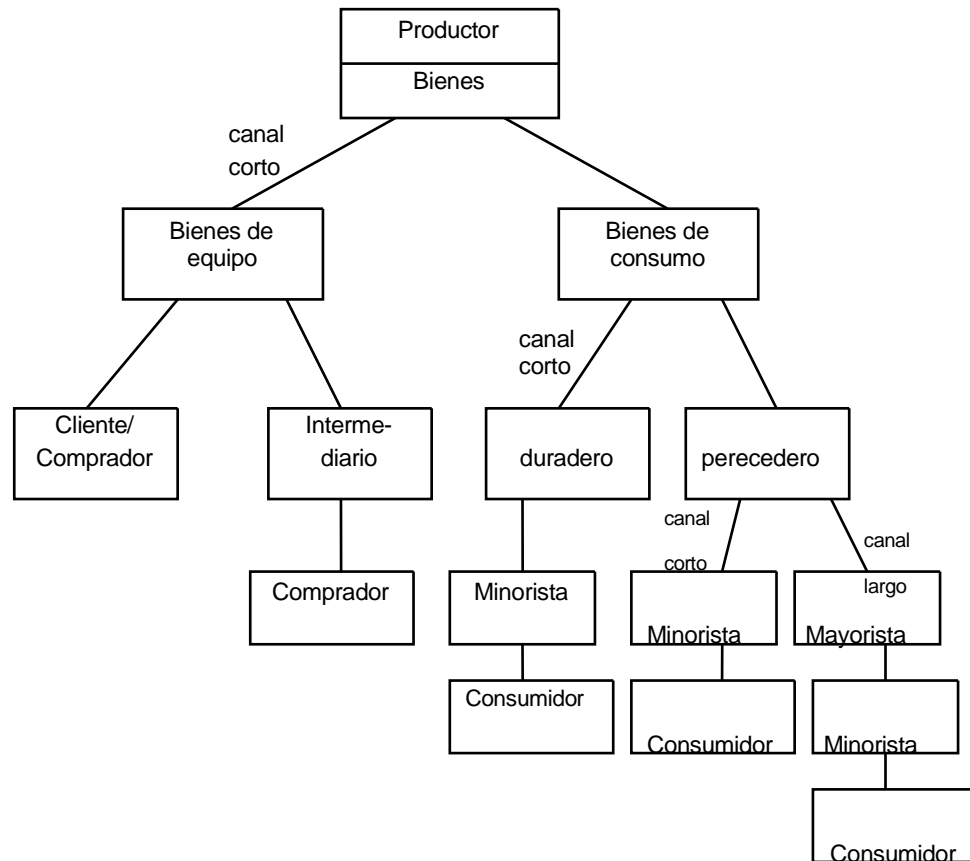 Productor
Bienes
canal
corto
Bienes de
equipo
Bienes de
consumo
canal
corto
Cliente/
Comprador
Interme-
diario
duradero
perecedero
canal
corto
canal
largo
Comprador
Minorista
Minorista
Mayorista
Consumidor
Consumidor
Minorista
Consumidor